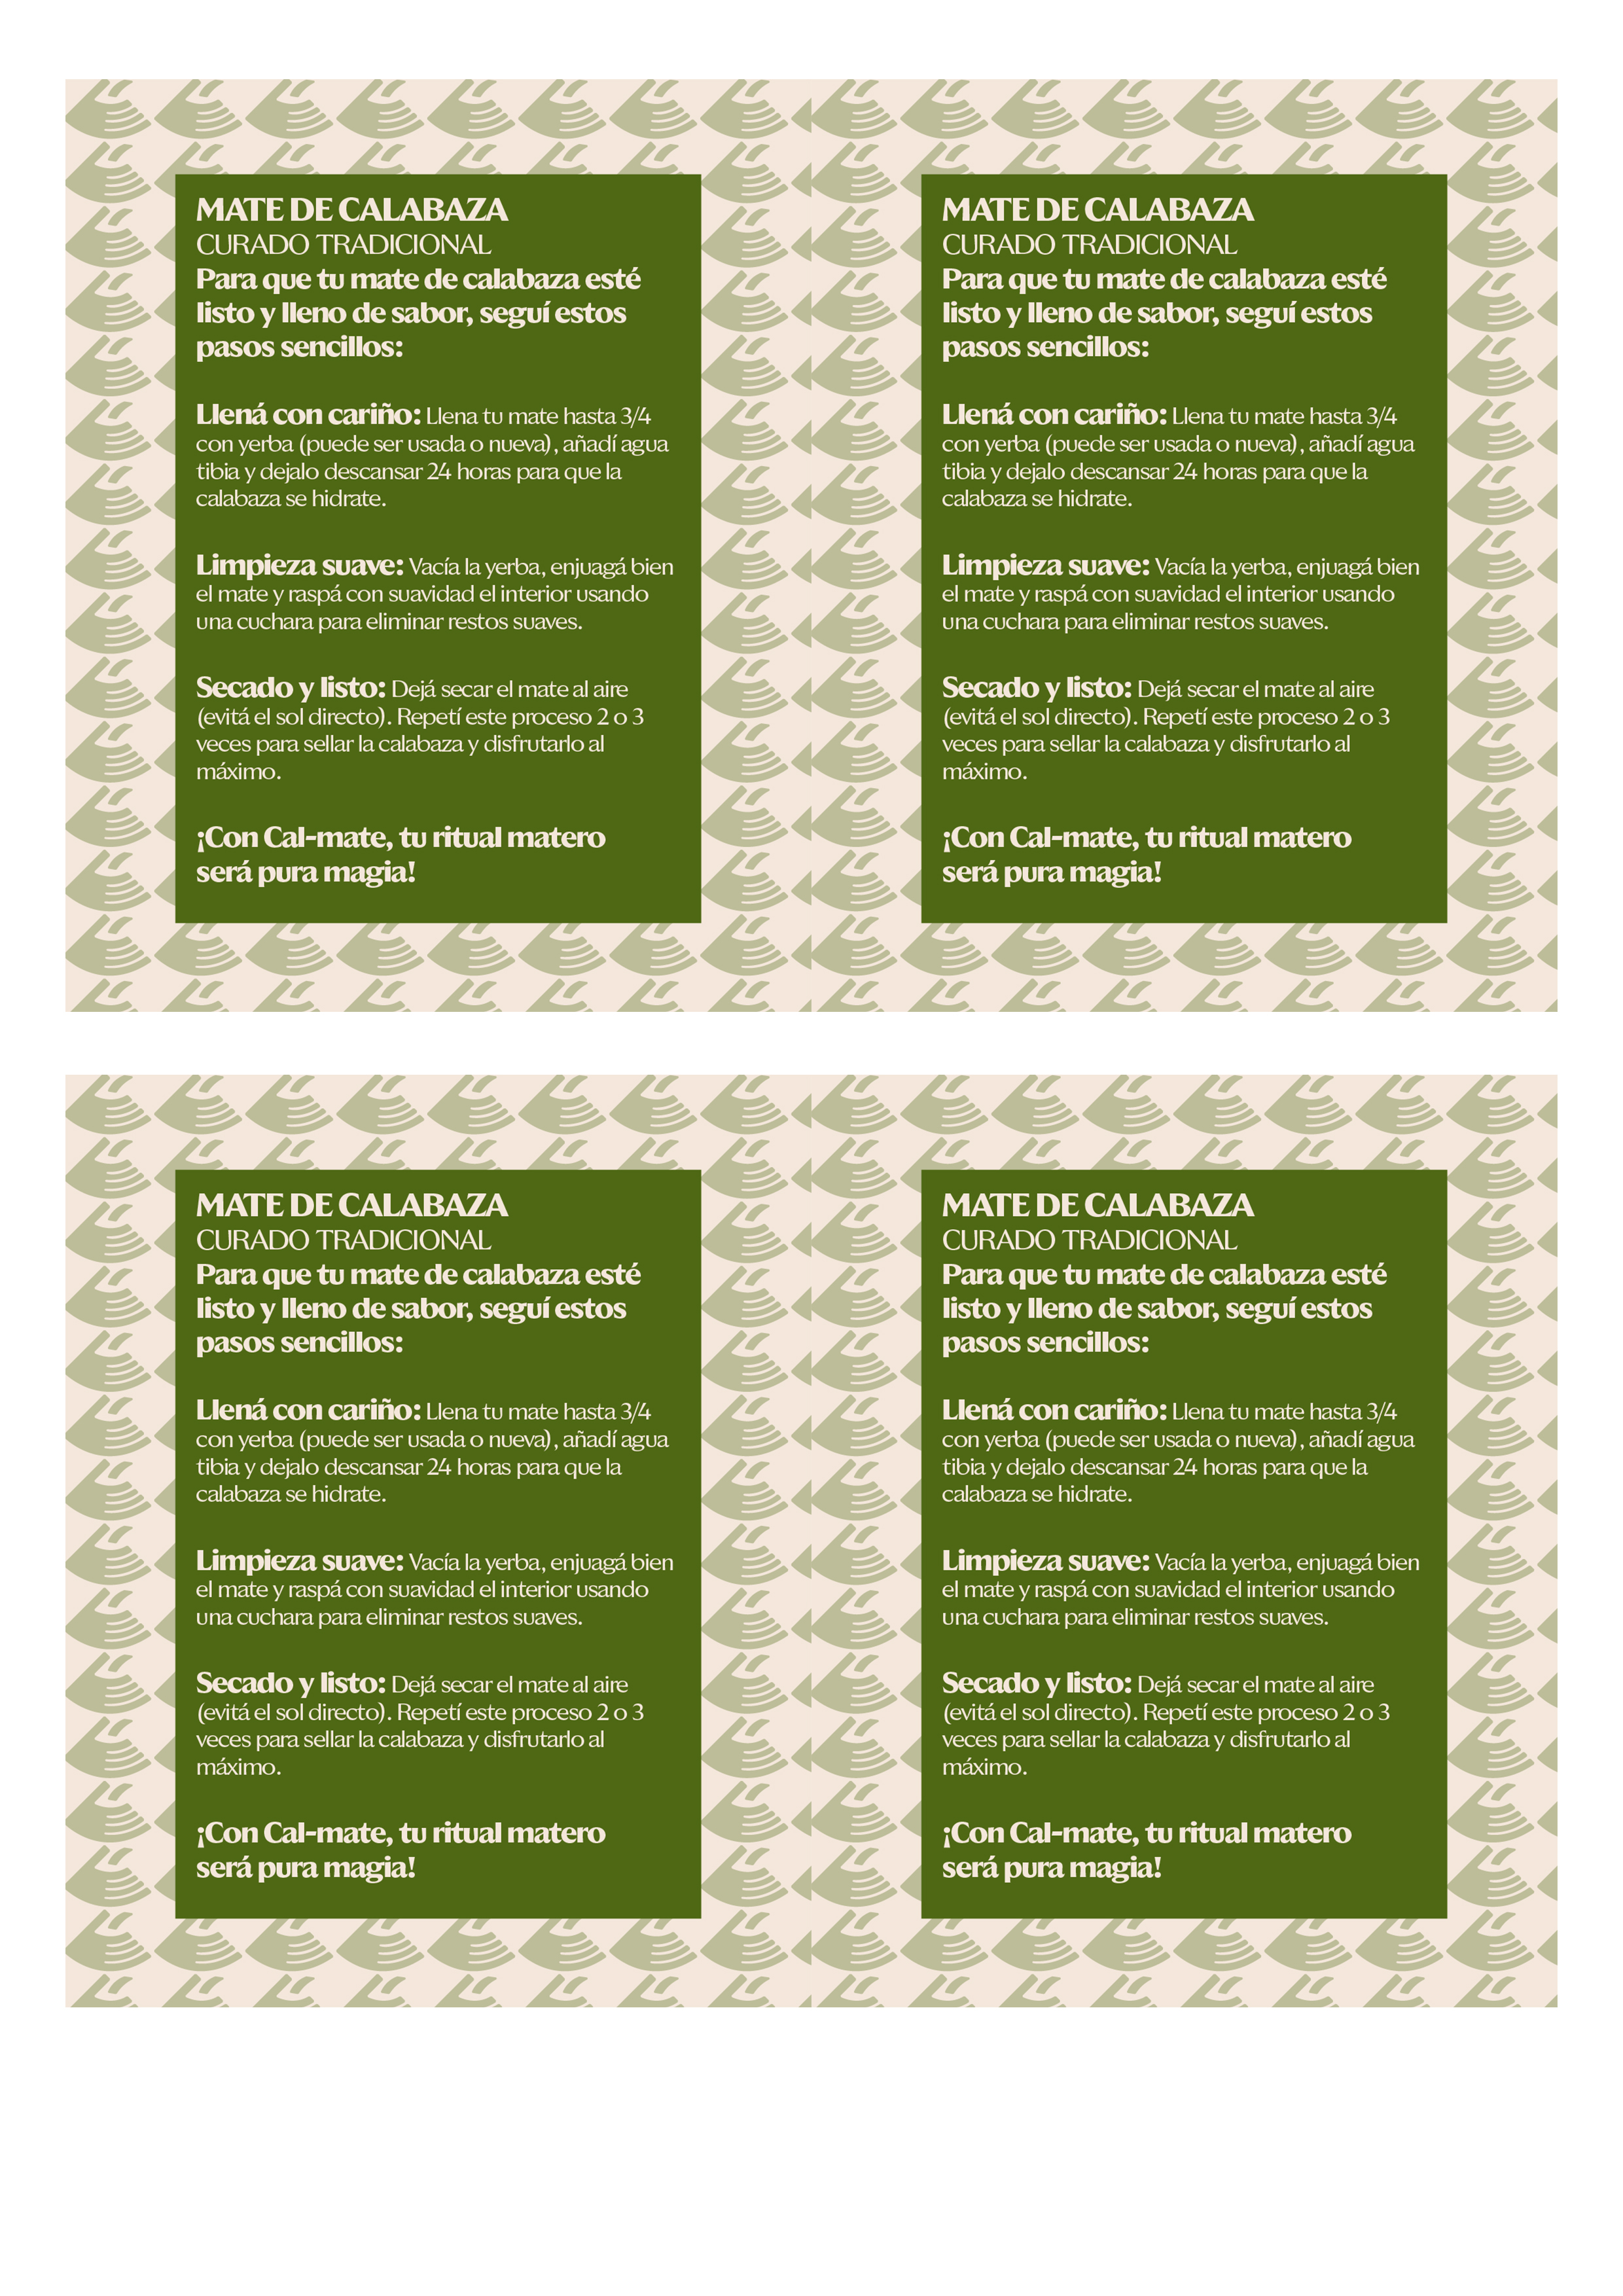 MATE DE CALABAZA
CURADO TRADICIONAL
Para que tu mate de calabaza esté
listo y lleno de sabor, seguí estos
pasos sencillos:
Llená con cariño: Llena tu mate hasta 3/4
con yerba (puede ser usada o nueva), añadí agua
tibia y dejalo descansar 24 horas para que la
calabaza se hidrate.
Limpieza suave: Vacía la yerba, enjuagá bien
el mate y raspá con suavidad el interior usando
una cuchara para eliminar restos suaves.
Secado y listo: Dejá secar el mate al aire
(evitá el sol directo). Repetí este proceso 2 o 3
veces para sellar la calabaza y disfrutarlo al
máximo.
¡Con Cal-mate, tu ritual matero
será pura magia!
MATE DE CALABAZA
CURADO TRADICIONAL
Para que tu mate de calabaza esté
listo y lleno de sabor, seguí estos
pasos sencillos:
Llená con cariño: Llena tu mate hasta 3/4
con yerba (puede ser usada o nueva), añadí agua
tibia y dejalo descansar 24 horas para que la
calabaza se hidrate.
Limpieza suave: Vacía la yerba, enjuagá bien
el mate y raspá con suavidad el interior usando
una cuchara para eliminar restos suaves.
Secado y listo: Dejá secar el mate al aire
(evitá el sol directo). Repetí este proceso 2 o 3
veces para sellar la calabaza y disfrutarlo al
máximo.
¡Con Cal-mate, tu ritual matero
será pura magia!
MATE DE CALABAZA
CURADO TRADICIONAL
Para que tu mate de calabaza esté
listo y lleno de sabor, seguí estos
pasos sencillos:
Llená con cariño: Llena tu mate hasta 3/4
con yerba (puede ser usada o nueva), añadí agua
tibia y dejalo descansar 24 horas para que la
calabaza se hidrate.
Limpieza suave: Vacía la yerba, enjuagá bien
el mate y raspá con suavidad el interior usando
una cuchara para eliminar restos suaves.
Secado y listo: Dejá secar el mate al aire
(evitá el sol directo). Repetí este proceso 2 o 3
veces para sellar la calabaza y disfrutarlo al
máximo.
¡Con Cal-mate, tu ritual matero
será pura magia!
MATE DE CALABAZA
CURADO TRADICIONAL
Para que tu mate de calabaza esté
listo y lleno de sabor, seguí estos
pasos sencillos:
Llená con cariño: Llena tu mate hasta 3/4
con yerba (puede ser usada o nueva), añadí agua
tibia y dejalo descansar 24 horas para que la
calabaza se hidrate.
Limpieza suave: Vacía la yerba, enjuagá bien
el mate y raspá con suavidad el interior usando
una cuchara para eliminar restos suaves.
Secado y listo: Dejá secar el mate al aire
(evitá el sol directo). Repetí este proceso 2 o 3
veces para sellar la calabaza y disfrutarlo al
máximo.
¡Con Cal-mate, tu ritual matero
será pura magia!